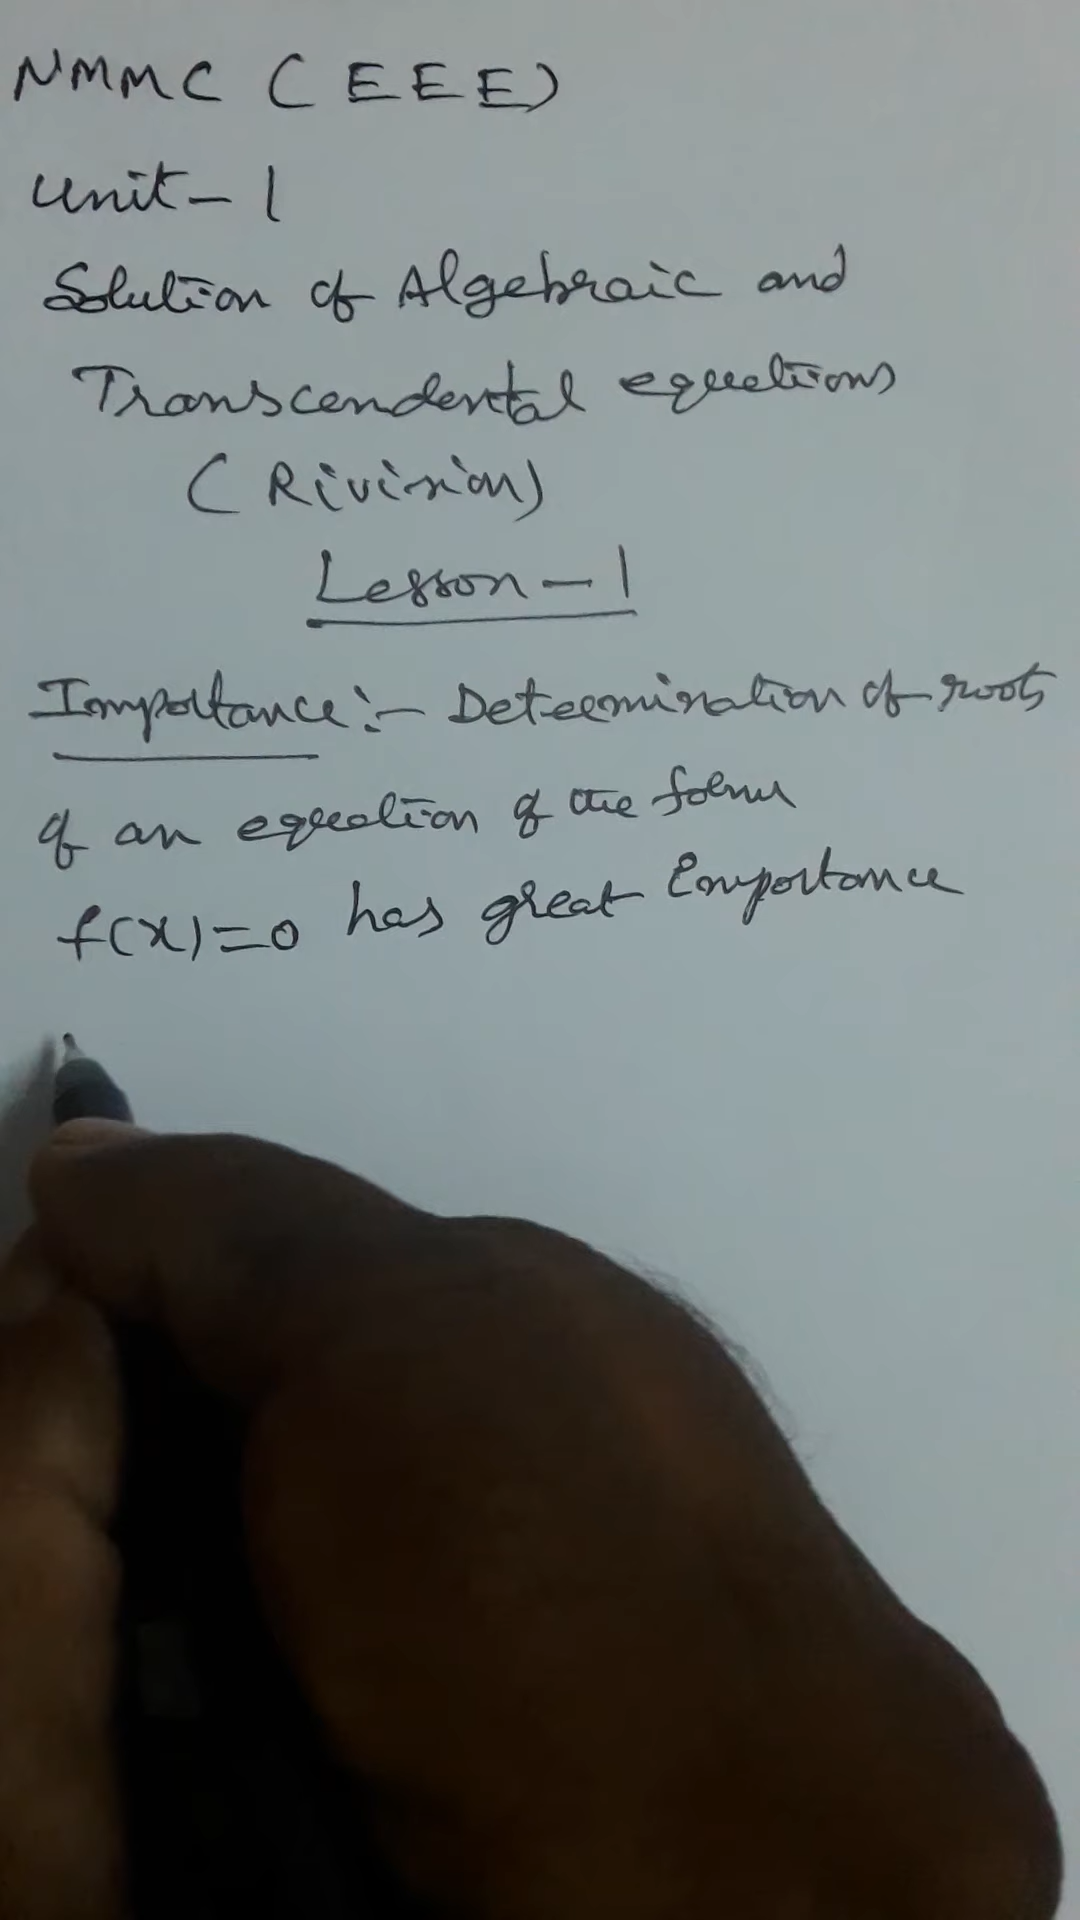 NMMC (EEE)
Unit-1
Solution of Algebraic and
Transcendental equations
(Rivision)
Lesson-1
Importance:- Determination of roots
of an equation of the form
f(x)=0 has great Importance